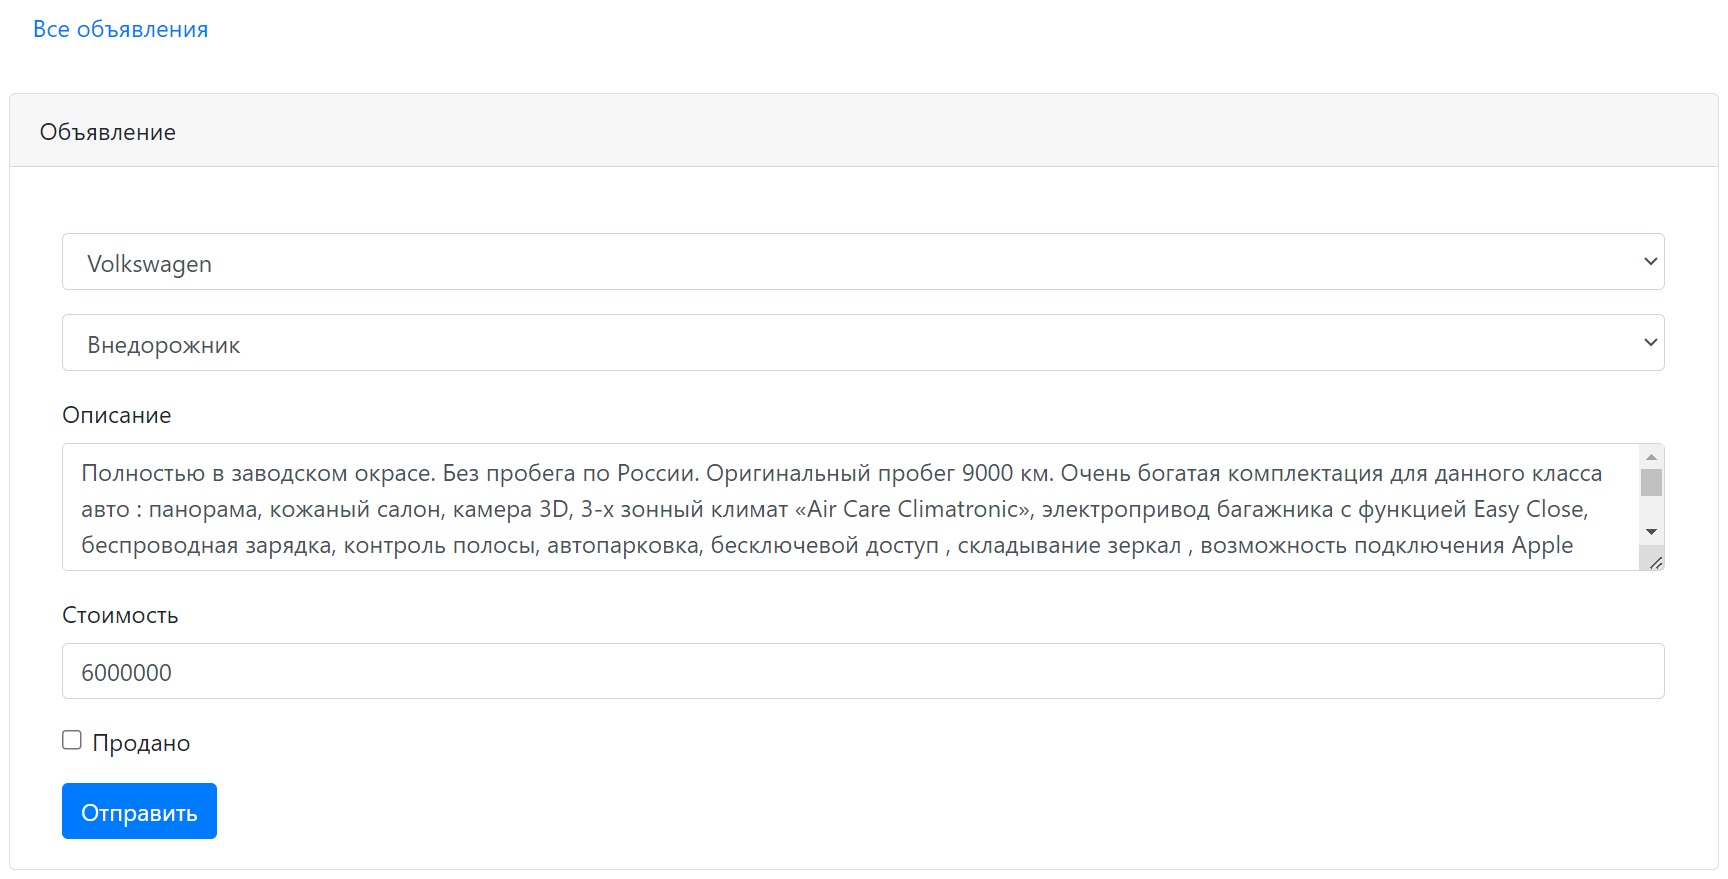 Все объявления
Объявление
Volkswagen
Внедорожник
Описание
Полностью в заводском окрасе. Без пробега по России. Оригинальный пробег 9000 км. Очень богатая комплектация для данного класса
авто : панорама, кожаный салон, камера 3D, 3-х зонный климат «Air Care Climatronic», электропривод багажника с функцией Easy Close,
беспроводная зарядка, контроль полосы, автопарковка, бесключевой доступ , складывание зеркал , возможность подключения Apple
Стоимость
6000000
Продано
Отправить